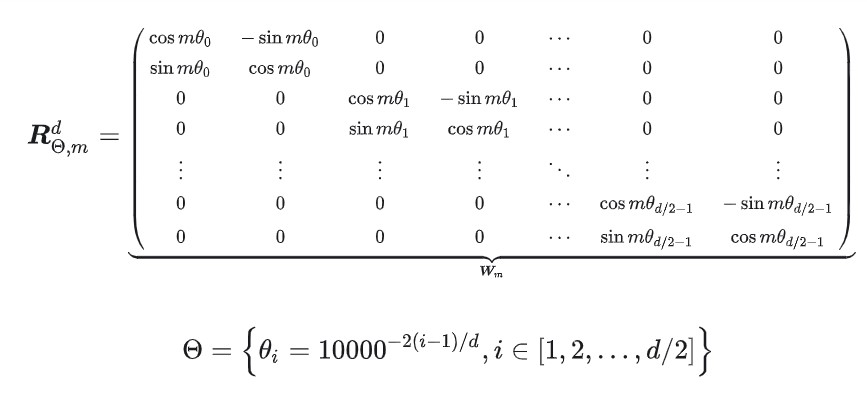 $$\boldsymbol{R}^d_{\Theta,m} = \underbrace{\begin{pmatrix} \cos m\theta_0 & -\sin m\theta_0 & 0 & 0 & \cdots & 0 & 0 \\ \sin m\theta_0 & \cos m\theta_0 & 0 & 0 & \cdots & 0 & 0 \\ 0 & 0 & \cos m\theta_1 & -\sin m\theta_1 & \cdots & 0 & 0 \\ 0 & 0 & \sin m\theta_1 & \cos m\theta_1 & \cdots & 0 & 0 \\ \vdots & \vdots & \vdots & \vdots & \ddots & \vdots & \vdots \\ 0 & 0 & 0 & 0 & \cdots & \cos m\theta_{d/2-1} & -\sin m\theta_{d/2-1} \\ 0 & 0 & 0 & 0 & \cdots & \sin m\theta_{d/2-1} & \cos m\theta_{d/2-1} \end{pmatrix}}_{\boldsymbol{W}_m}$$
$$\Theta = \left\{ \theta_i = 10000^{-2(i-1)/d}, i \in [1, 2, \ldots, d/2] \right\}$$